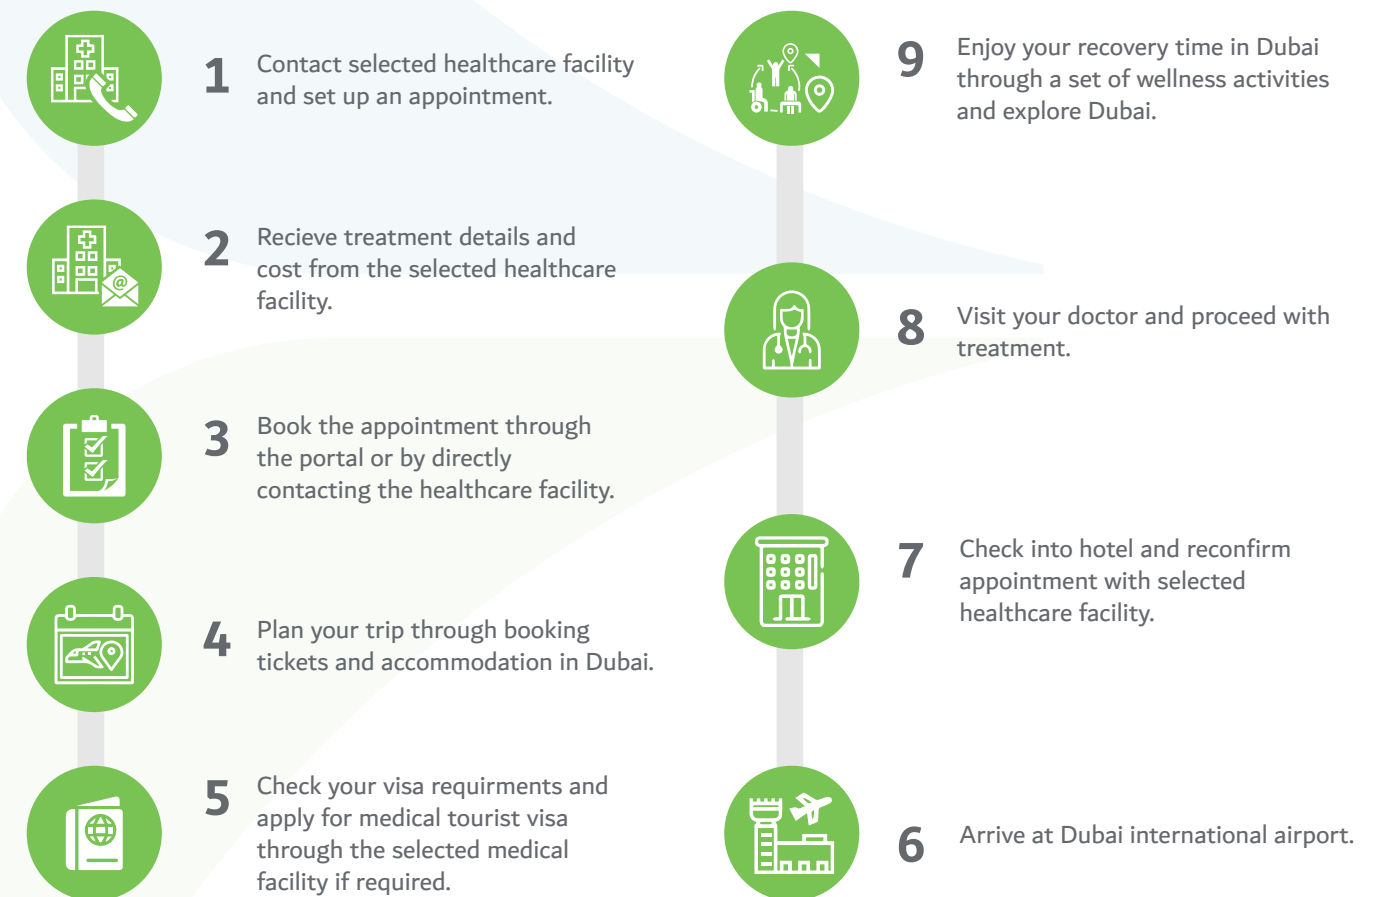 1
Contact selected healthcare facility
and set up an appointment.
2
Recieve treatment details and
cost from the selected healthcare
facility.
@
3
Book the appointment through
the portal or by directly
contacting the healthcare facility.
4
Plan your trip through booking
tickets and accommodation in Dubai.
5
Check your visa requirments and
apply for medical tourist visa
through the selected medical
facility if required.
6
Arrive at Dubai international airport.
7
Check into hotel and reconfirm
appointment with selected
healthcare facility.
8
Visit your doctor and proceed with
treatment.
9
Enjoy your recovery time in Dubai
through a set of wellness activities
and explore Dubai.